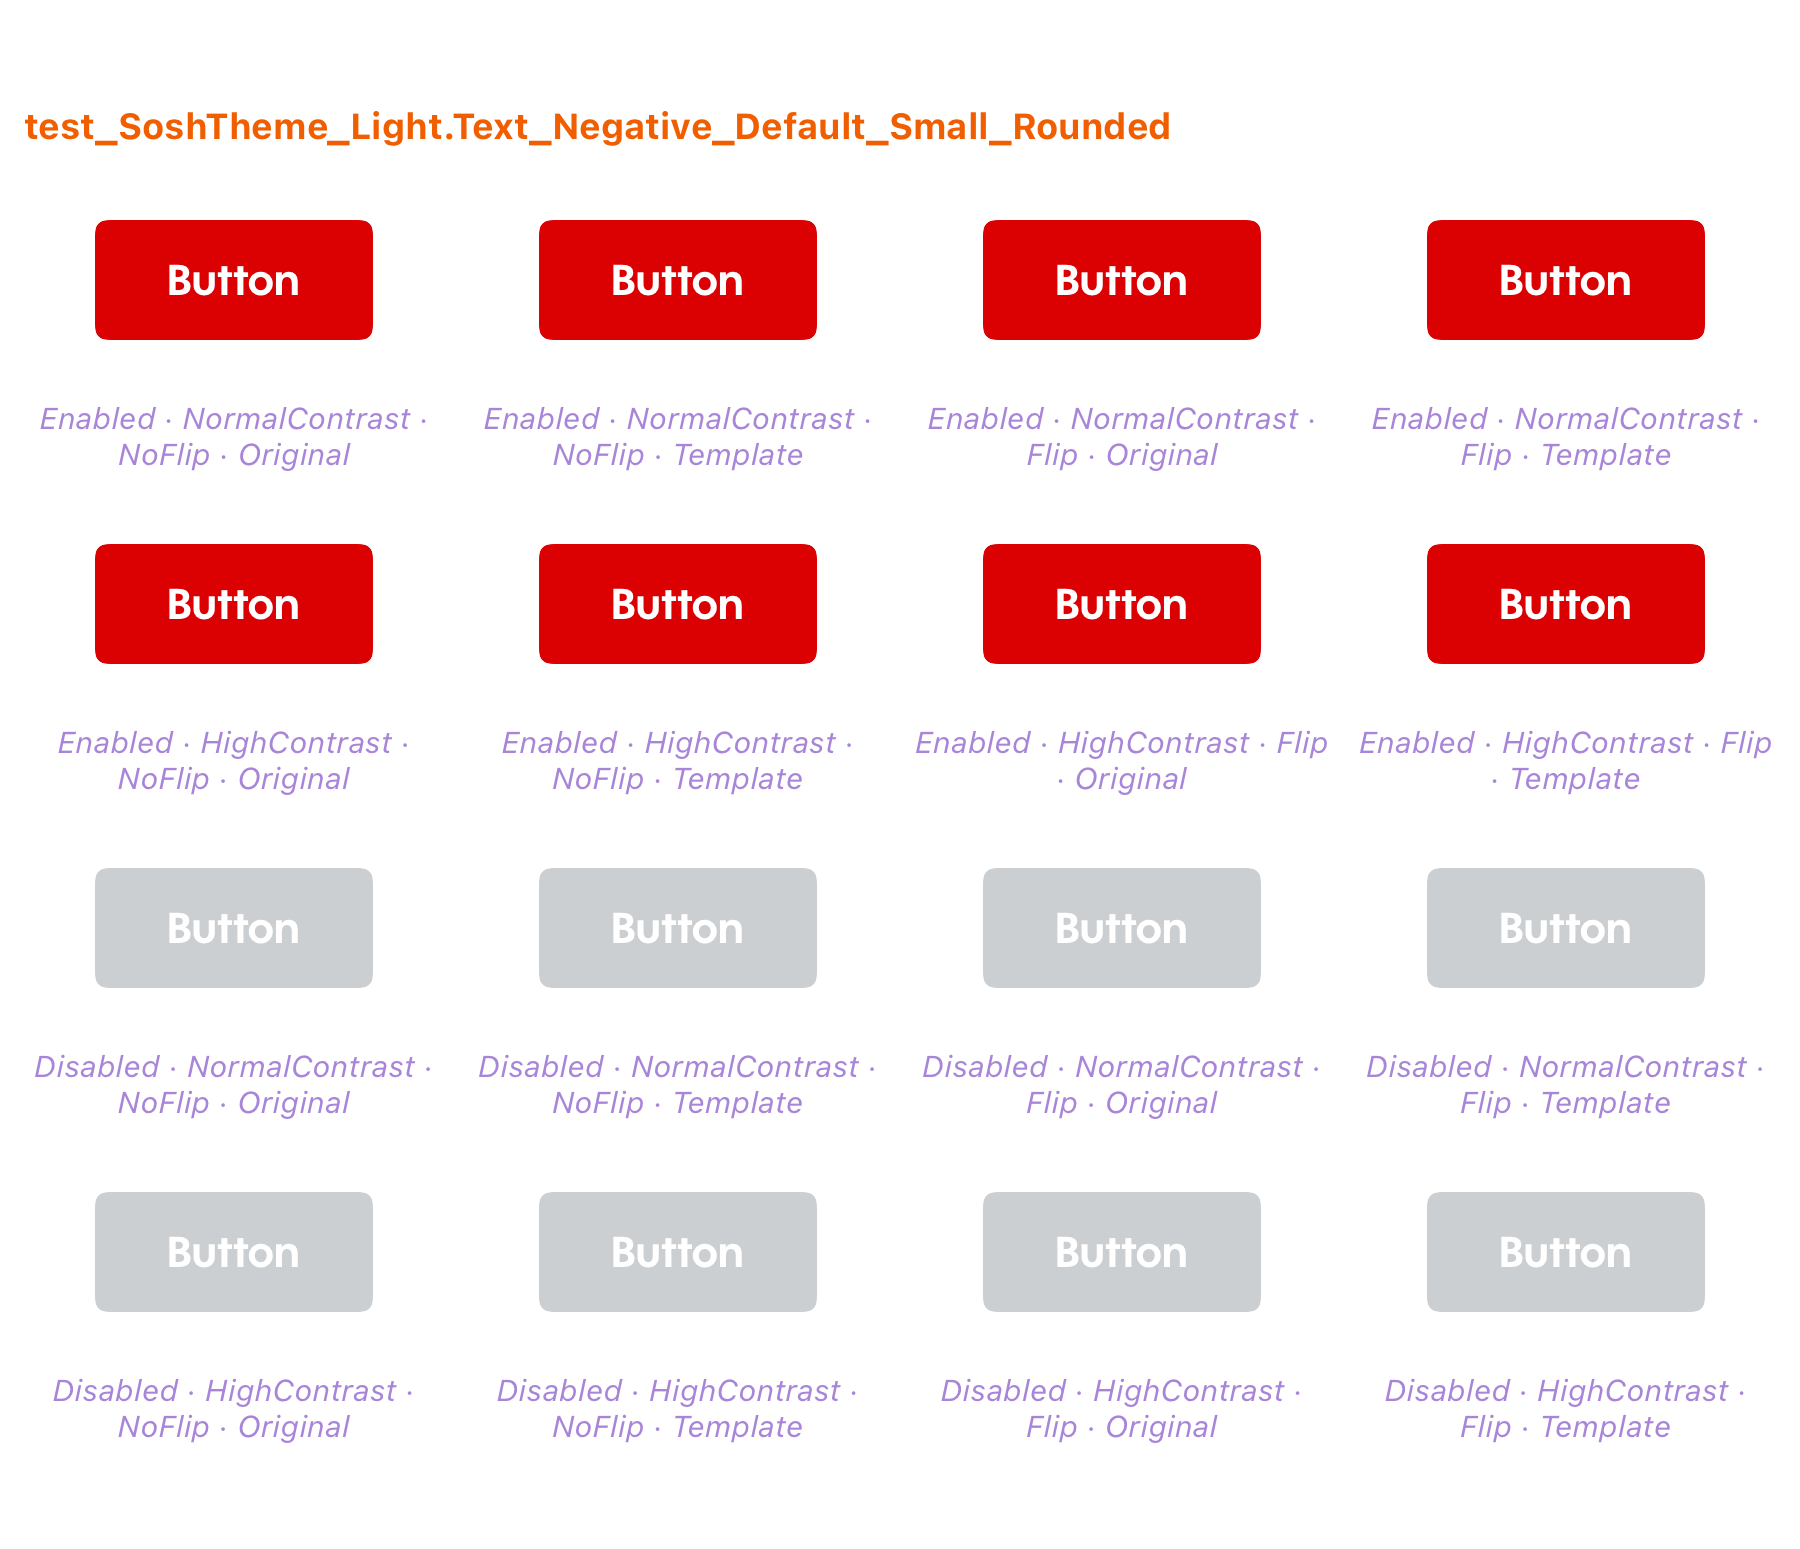 test_SoshTheme_Light.Text_Negative_Default_Small_Rounded
Button Button Button Button
Enabled · NormalContrast · Enabled · NormalContrast · Enabled · NormalContrast · Enabled · NormalContrast ·
NoFlip · Original NoFlip · Template Flip · Original Flip · Template
Button Button Button Button
Enabled · HighContrast · Enabled · HighContrast · Enabled · HighContrast · Flip Enabled · HighContrast · Flip
NoFlip · Original NoFlip · Template · Original · Template
Button Button Button Button
Disabled · NormalContrast · Disabled · NormalContrast · Disabled · NormalContrast · Disabled · NormalContrast ·
NoFlip · Original NoFlip · Template Flip · Original Flip · Template
Button Button Button Button
Disabled · HighContrast · Disabled · HighContrast · Disabled · HighContrast · Disabled · HighContrast ·
NoFlip · Original NoFlip · Template Flip · Original Flip · Template